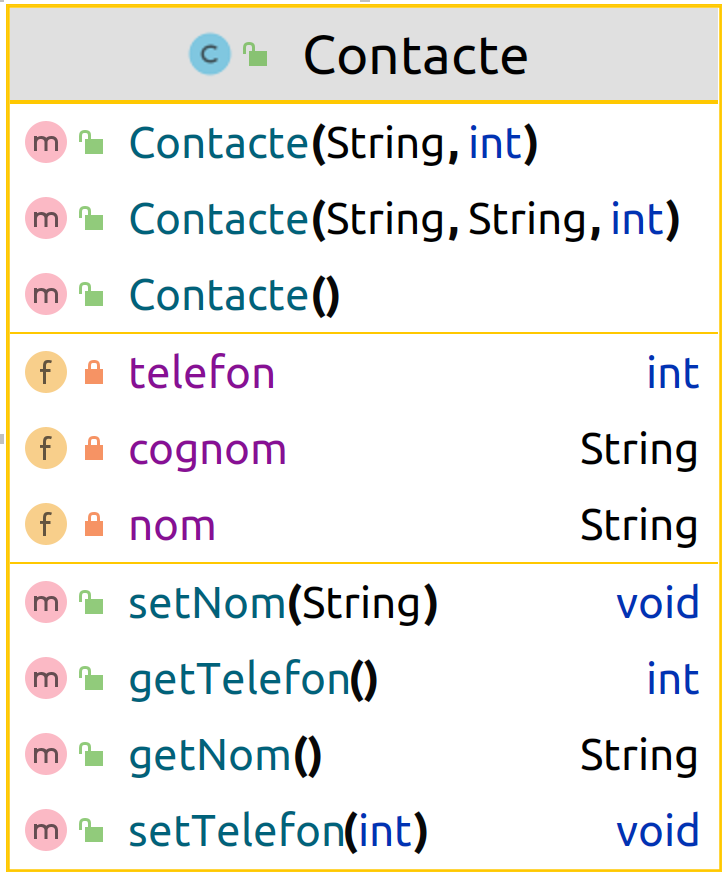 C Contacte
m Contacte(String, int)
m Contacte(String, String, int)
m Contacte()
f telefon int
f cognom String
f nom String
m setNom(String) void
m getTelefon() int
m getNom() String
m setTelefon(int) void